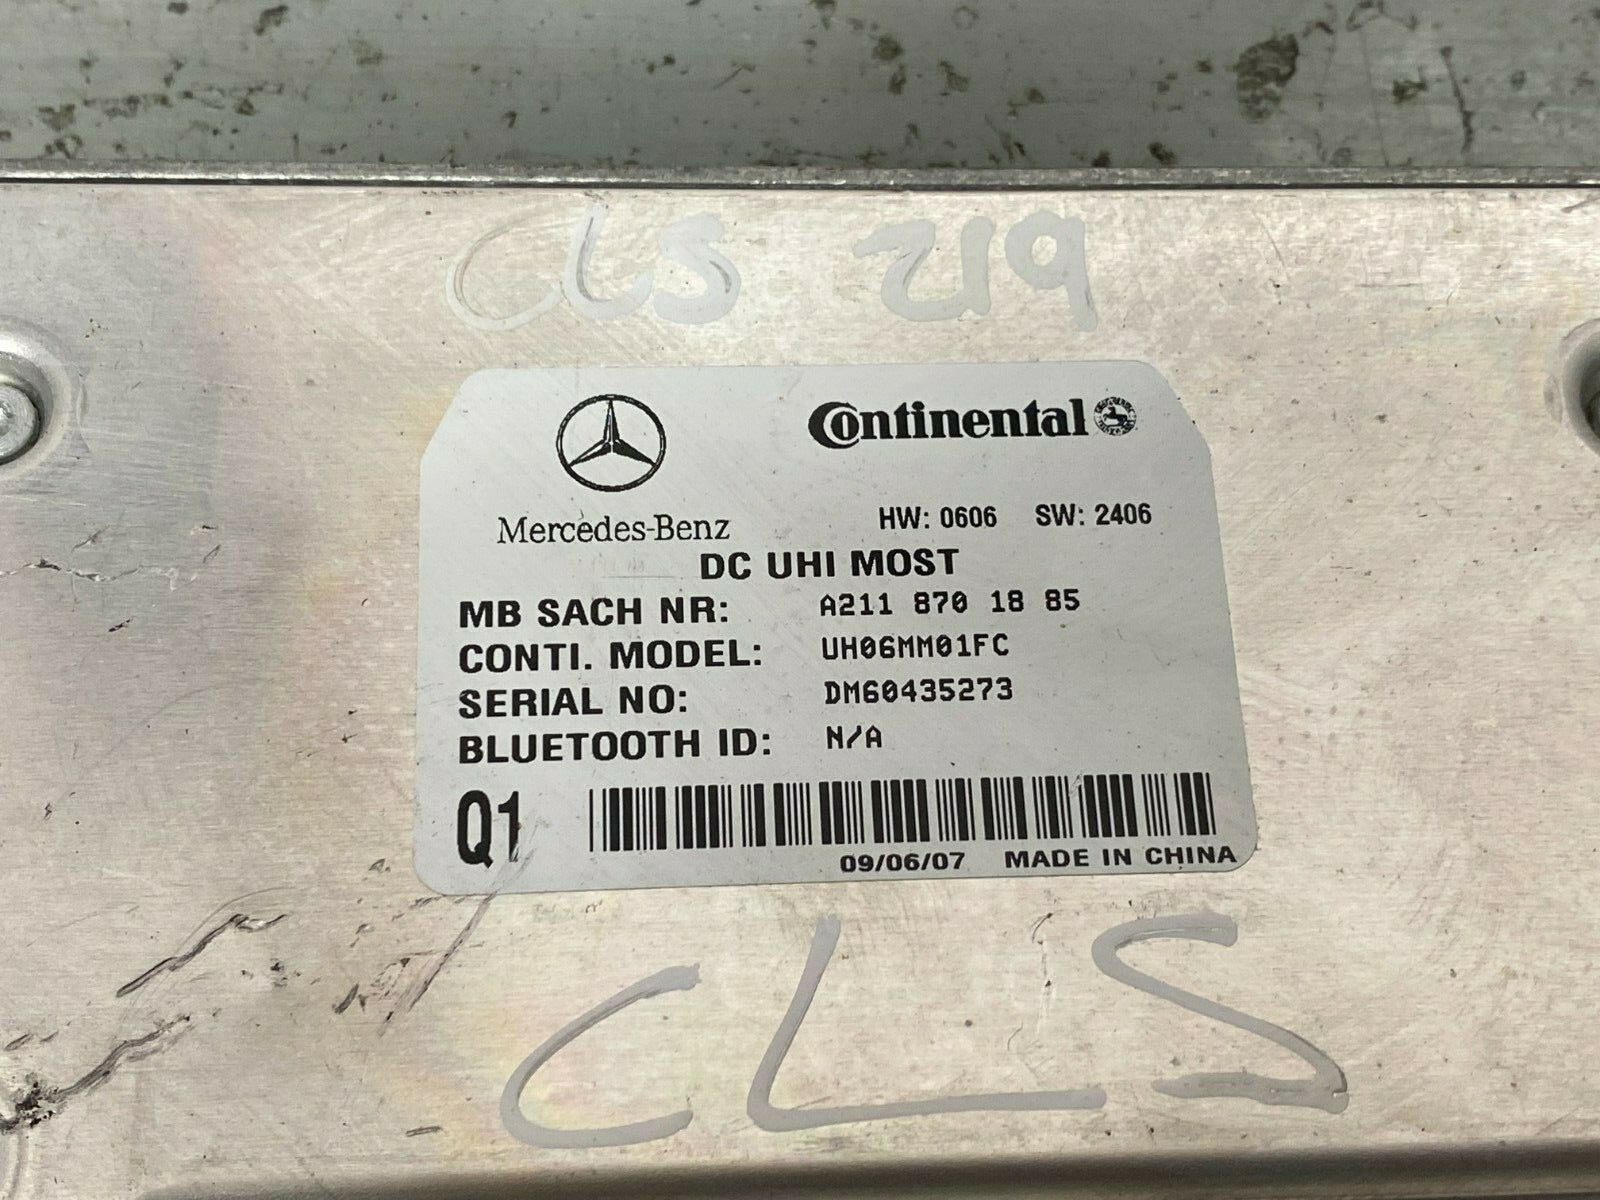 CLS 219
Continental
Mercedes-Benz
HW: 0606 SW: 2406
DC UHI MOST
MB SACH NR: A211 870 18 85
CONTI. MODEL: UH06MM01FC
SERIAL NO: DM60435273
BLUETOOTH ID: N/A
Q1
09/06/07 MADE IN CHINA
CLS